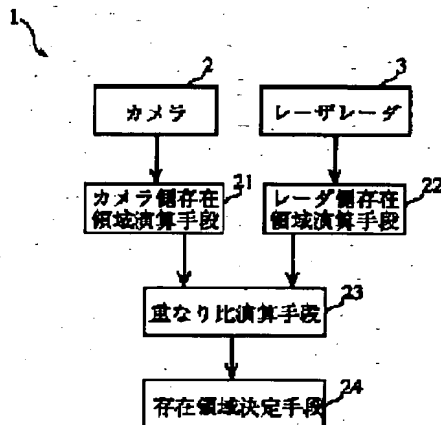 1
2
3
カメラ
レーザレーダ
21
22
カメラ側存在
領域演算手段
レーダ側存在
領域演算手段
23
重なり比演算手段
24
存在領域決定手段